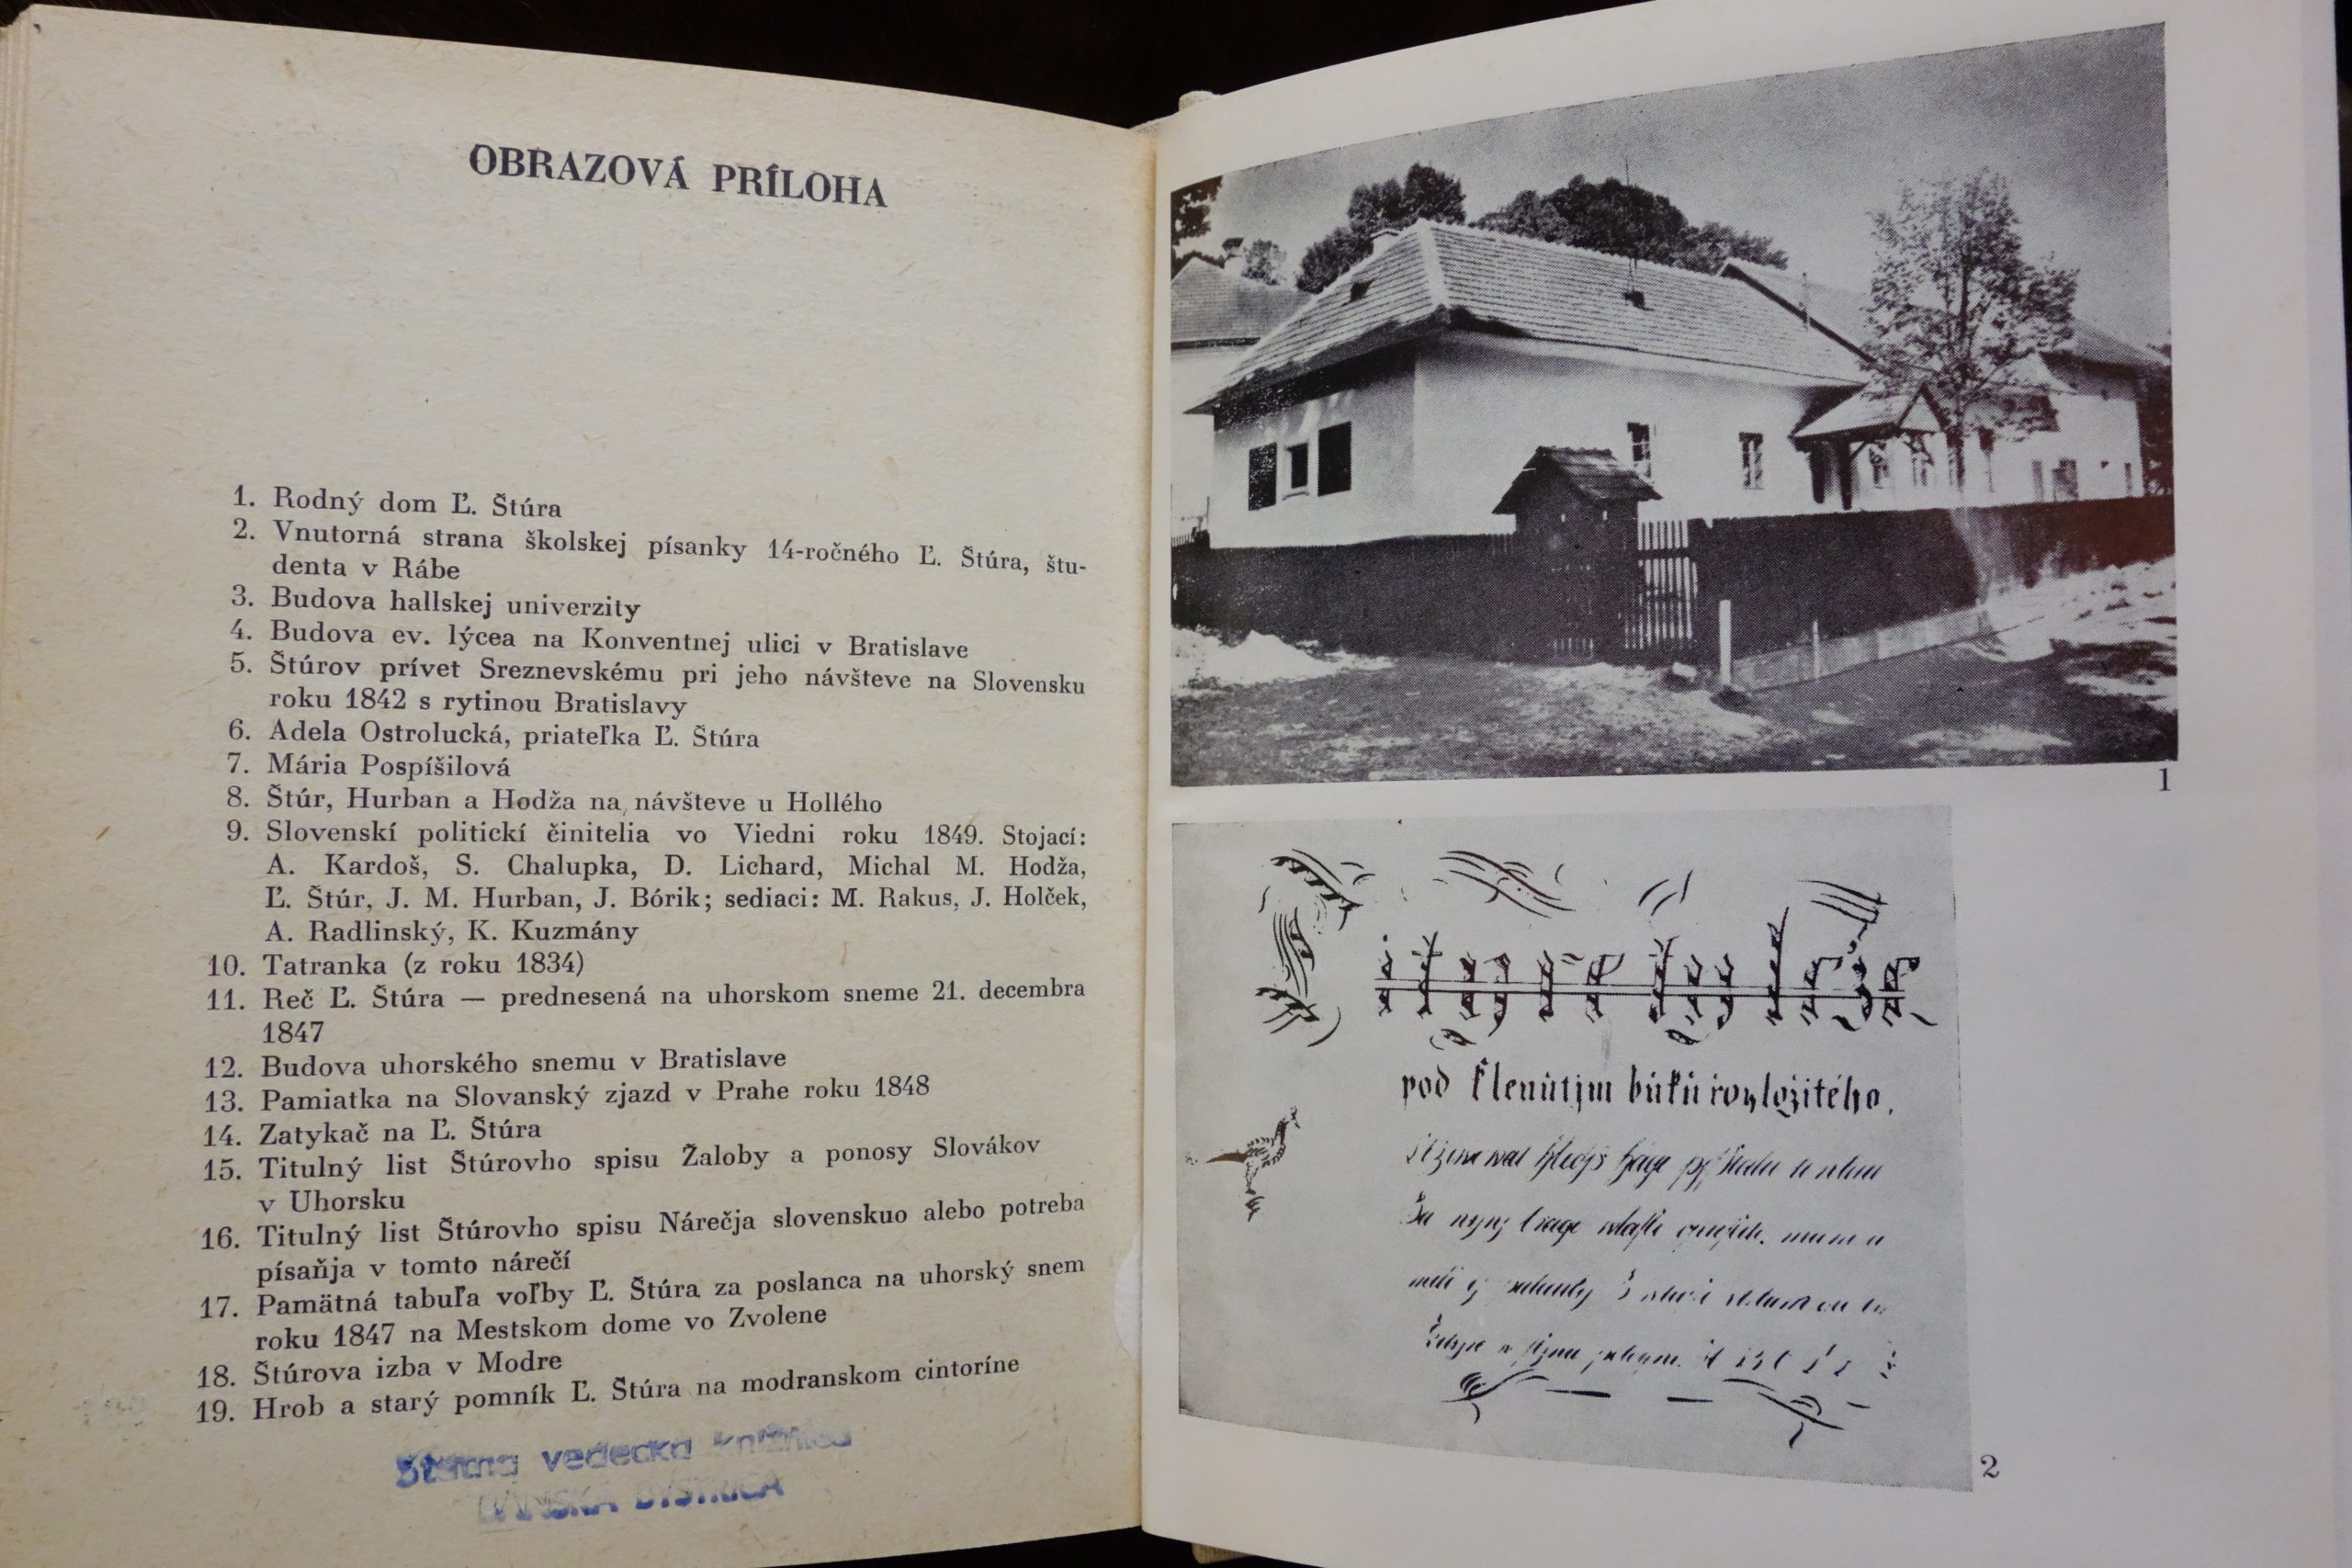 OBRAZOVÁ PRÍLOHA
1. Rodný dom Ľ. Štúra
2. Vnutorná strana školskej písanky 14-ročného Ľ. Štúra, štu-
denta v Rábe
3. Budova hallskej univerzity
4. Budova ev. lýcea na Konventnej ulici v Bratislave
5. Štúrov prívet Sreznevskému pri jeho návšteve na Slovensku
roku 1842 s rytinou Bratislavy
6. Adela Ostrolucká, priateľka Ľ. Štúra
7. Mária Pospíšilová
8. Štúr, Hurban a Hodža na návšteve u Hollého
9. Slovenskí politickí činitelia vo Viedni roku 1849. Stojací:
A. Kardoš, S. Chalupka, D. Lichard, Michal M. Hodža,
Ľ. Štúr, J. M. Hurban, J. Bórik; sediaci: M. Rakus, J. Holček,
A. Radlinský, K. Kuzmány
10. Tatranka (z roku 1834)
11. Reč Ľ. Štúra — prednesená na uhorskom sneme 21. decembra
1847
12. Budova uhorského snemu v Bratislave
13. Pamiatka na Slovanský zjazd v Prahe roku 1848
14. Zatykač na Ľ. Štúra
15. Titulný list Štúrovho spisu Žaloby a ponosy Slovákov
v Uhorsku
16. Titulný list Štúrovho spisu Nárečja slovenskuo alebo potreba
písaňja v tomto nárečí
17. Pamätná tabuľa voľby Ľ. Štúra za poslanca na uhorský snem
roku 1847 na Mestskom dome vo Zvolene
18. Štúrova izba v Modre
19. Hrob a starý pomník Ľ. Štúra na modranskom cintoríne
Štátna vedecká knižnica
BYSTRICA
1
pod
2